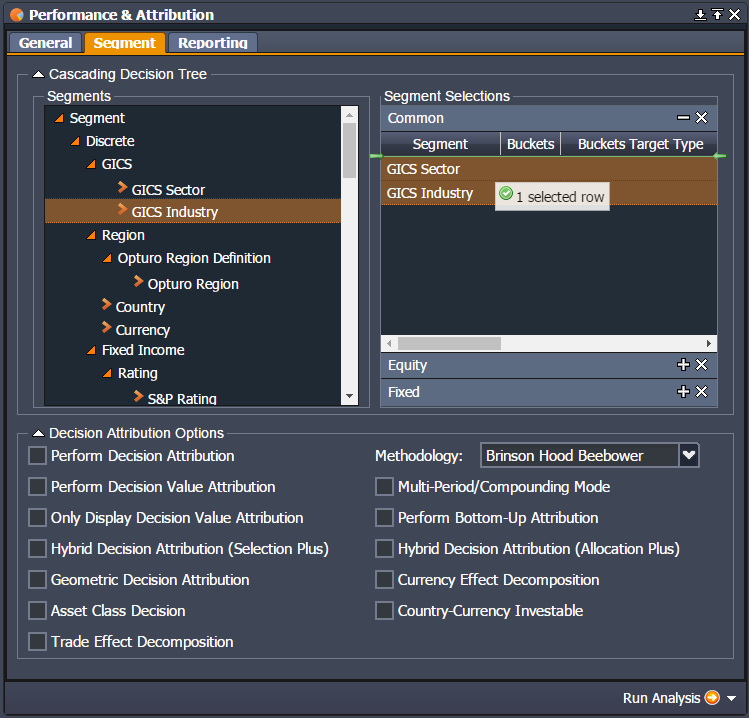 Performance & Attribution
General Segment Reporting
Cascading Decision Tree
Segments
Segment
Discrete
GICS
GICS Sector
GICS Industry
Region
Opturo Region Definition
Opturo Region
Country
Currency
Fixed Income
Rating
S&P Rating
Segment Selections
Common
Segment Buckets Buckets Target Type
GICS Sector
GICS Industry
1 selected row
Equity
Fixed
Decision Attribution Options
Perform Decision Attribution
Methodology: Brinson Hood Beebower
Perform Decision Value Attribution
Multi-Period/Compounding Mode
Only Display Decision Value Attribution
Perform Bottom-Up Attribution
Hybrid Decision Attribution (Selection Plus)
Hybrid Decision Attribution (Allocation Plus)
Geometric Decision Attribution
Currency Effect Decomposition
Asset Class Decision
Country-Currency Investable
Trade Effect Decomposition
Run Analysis